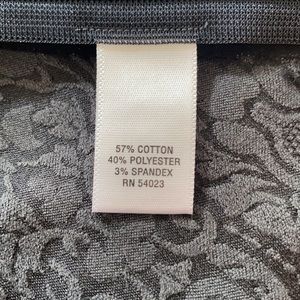 57% COTTON
40% POLYESTER
3% SPANDEX
RN 54023